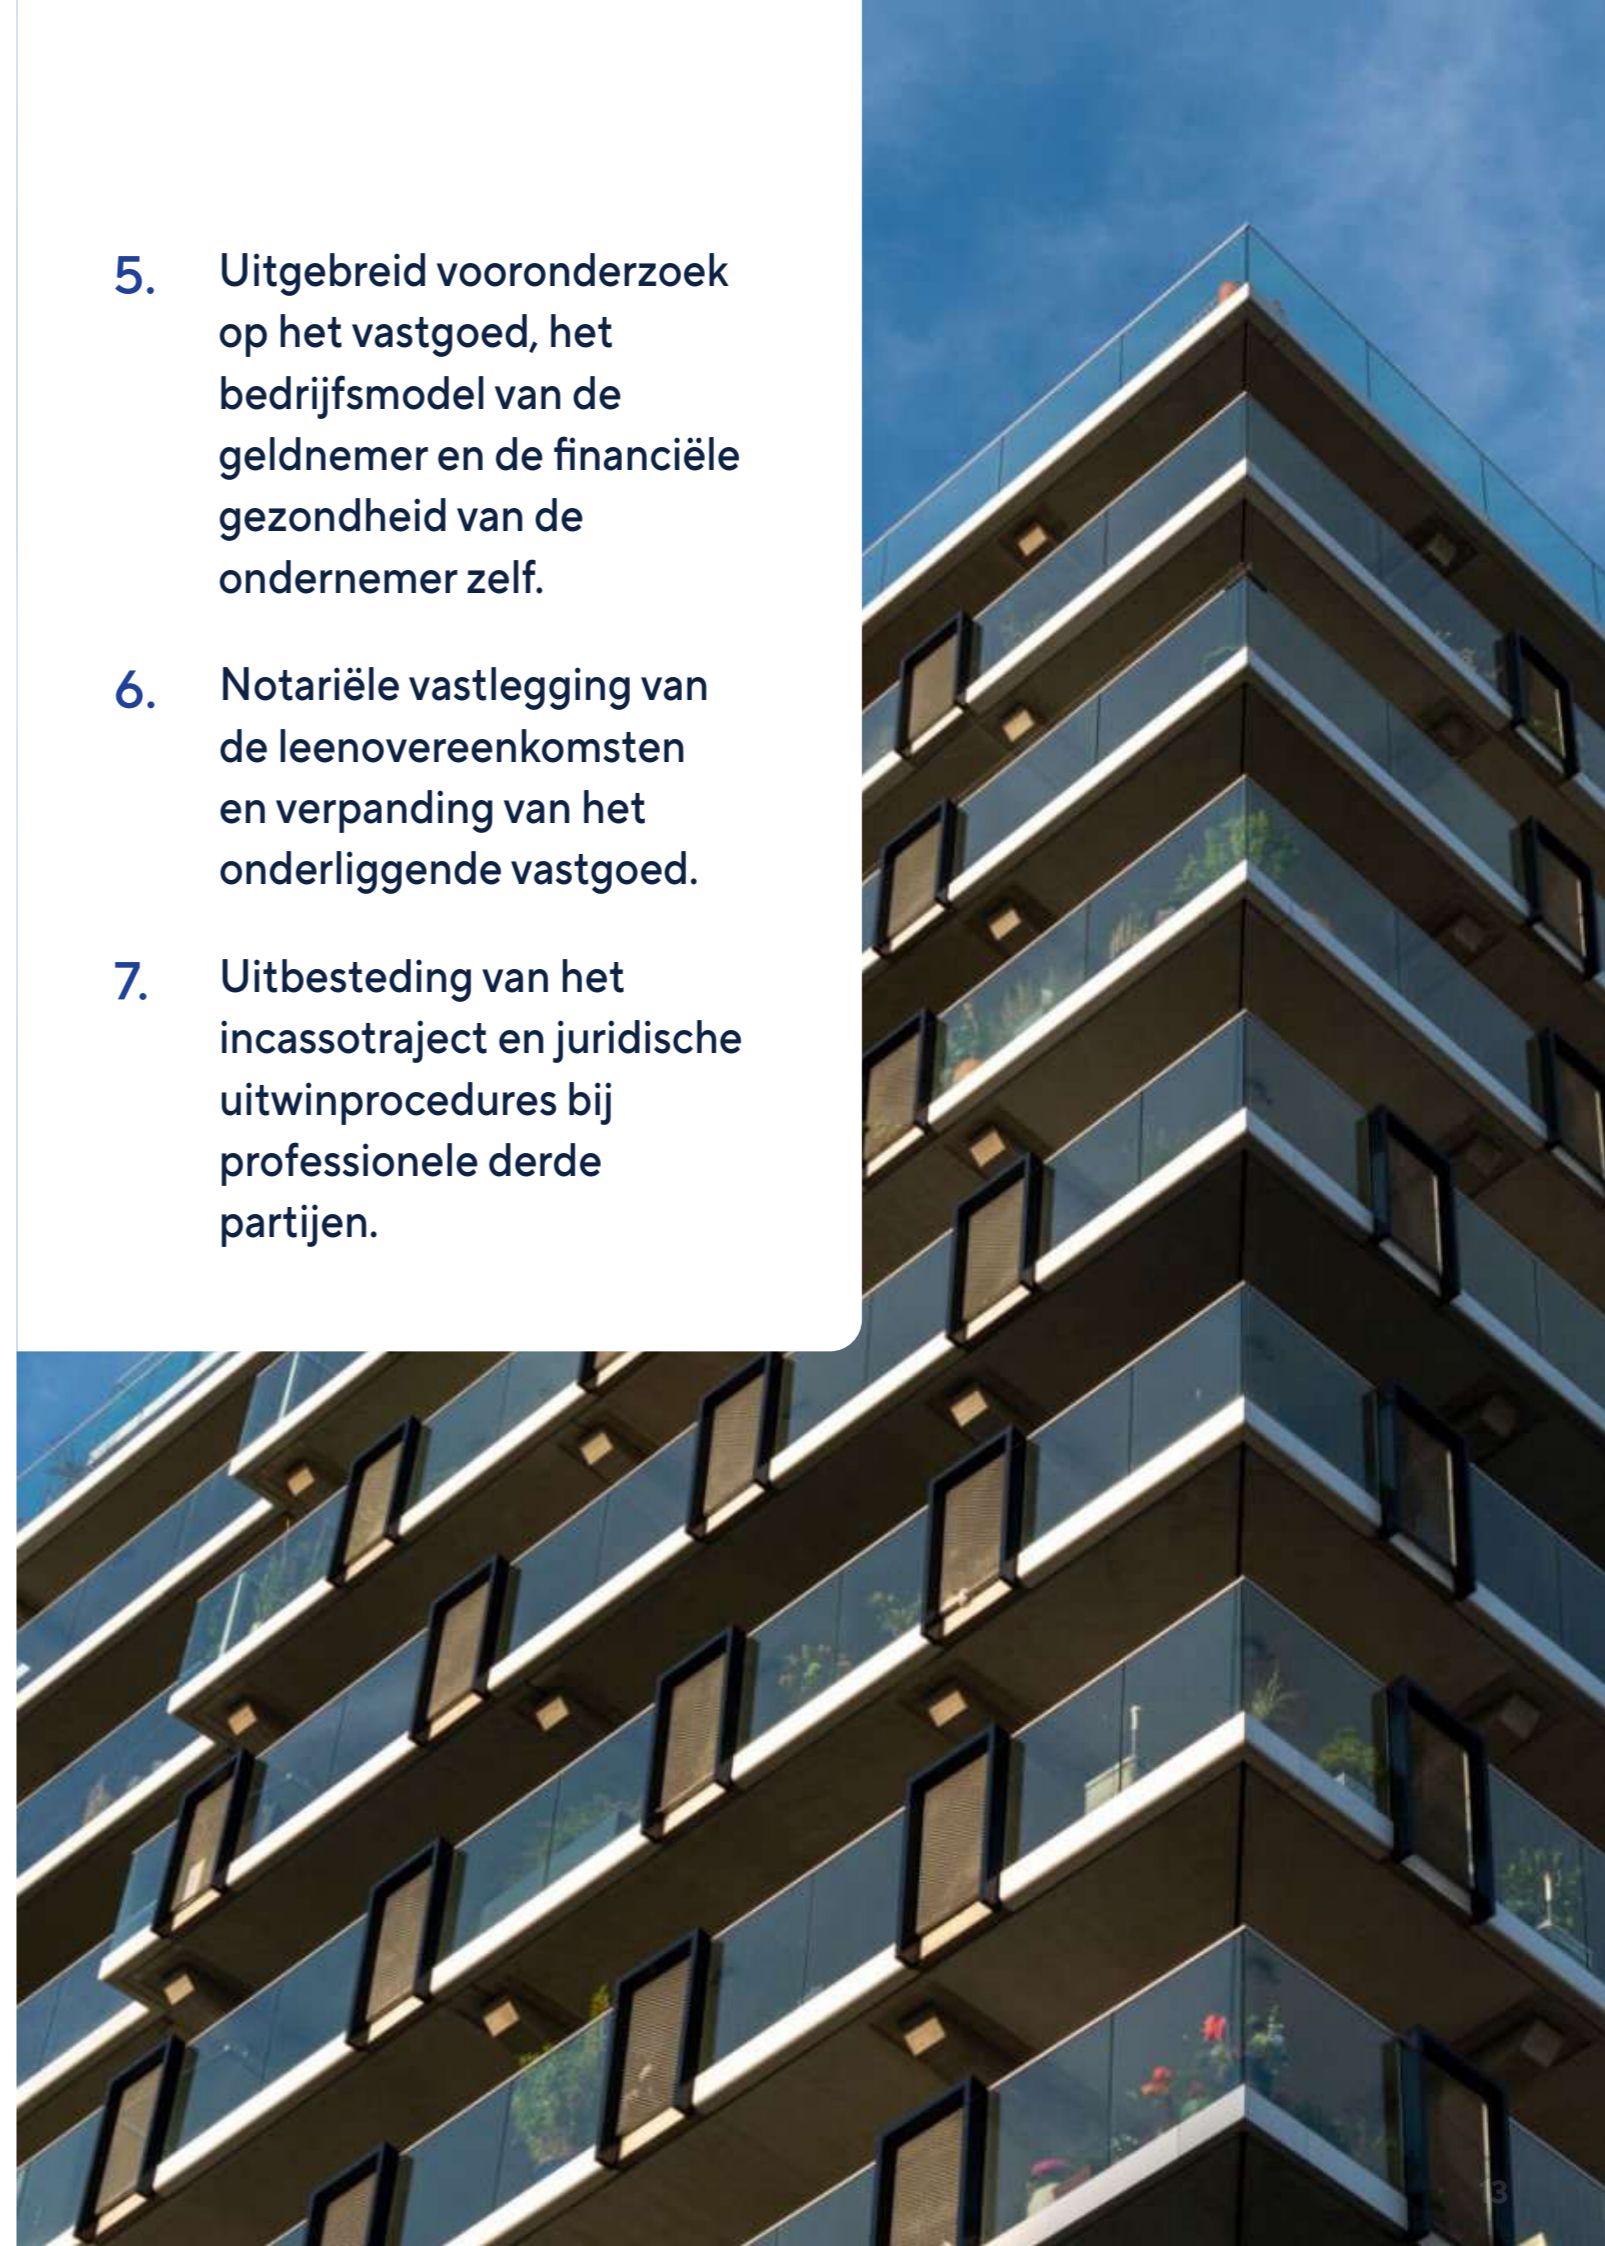 5. Uitgebreid vooronderzoek
op het vastgoed, het
bedrijfsmodel van de
geldnemer en de financiële
gezondheid van de
ondernemer zelf.
6. Notariële vastlegging van
de leenovereenkomsten
en verpanding van het
onderliggende vastgoed.
7. Uitbesteding van het
incassotraject en juridische
uitwinprocedures bij
professionele derde
partijen.
13